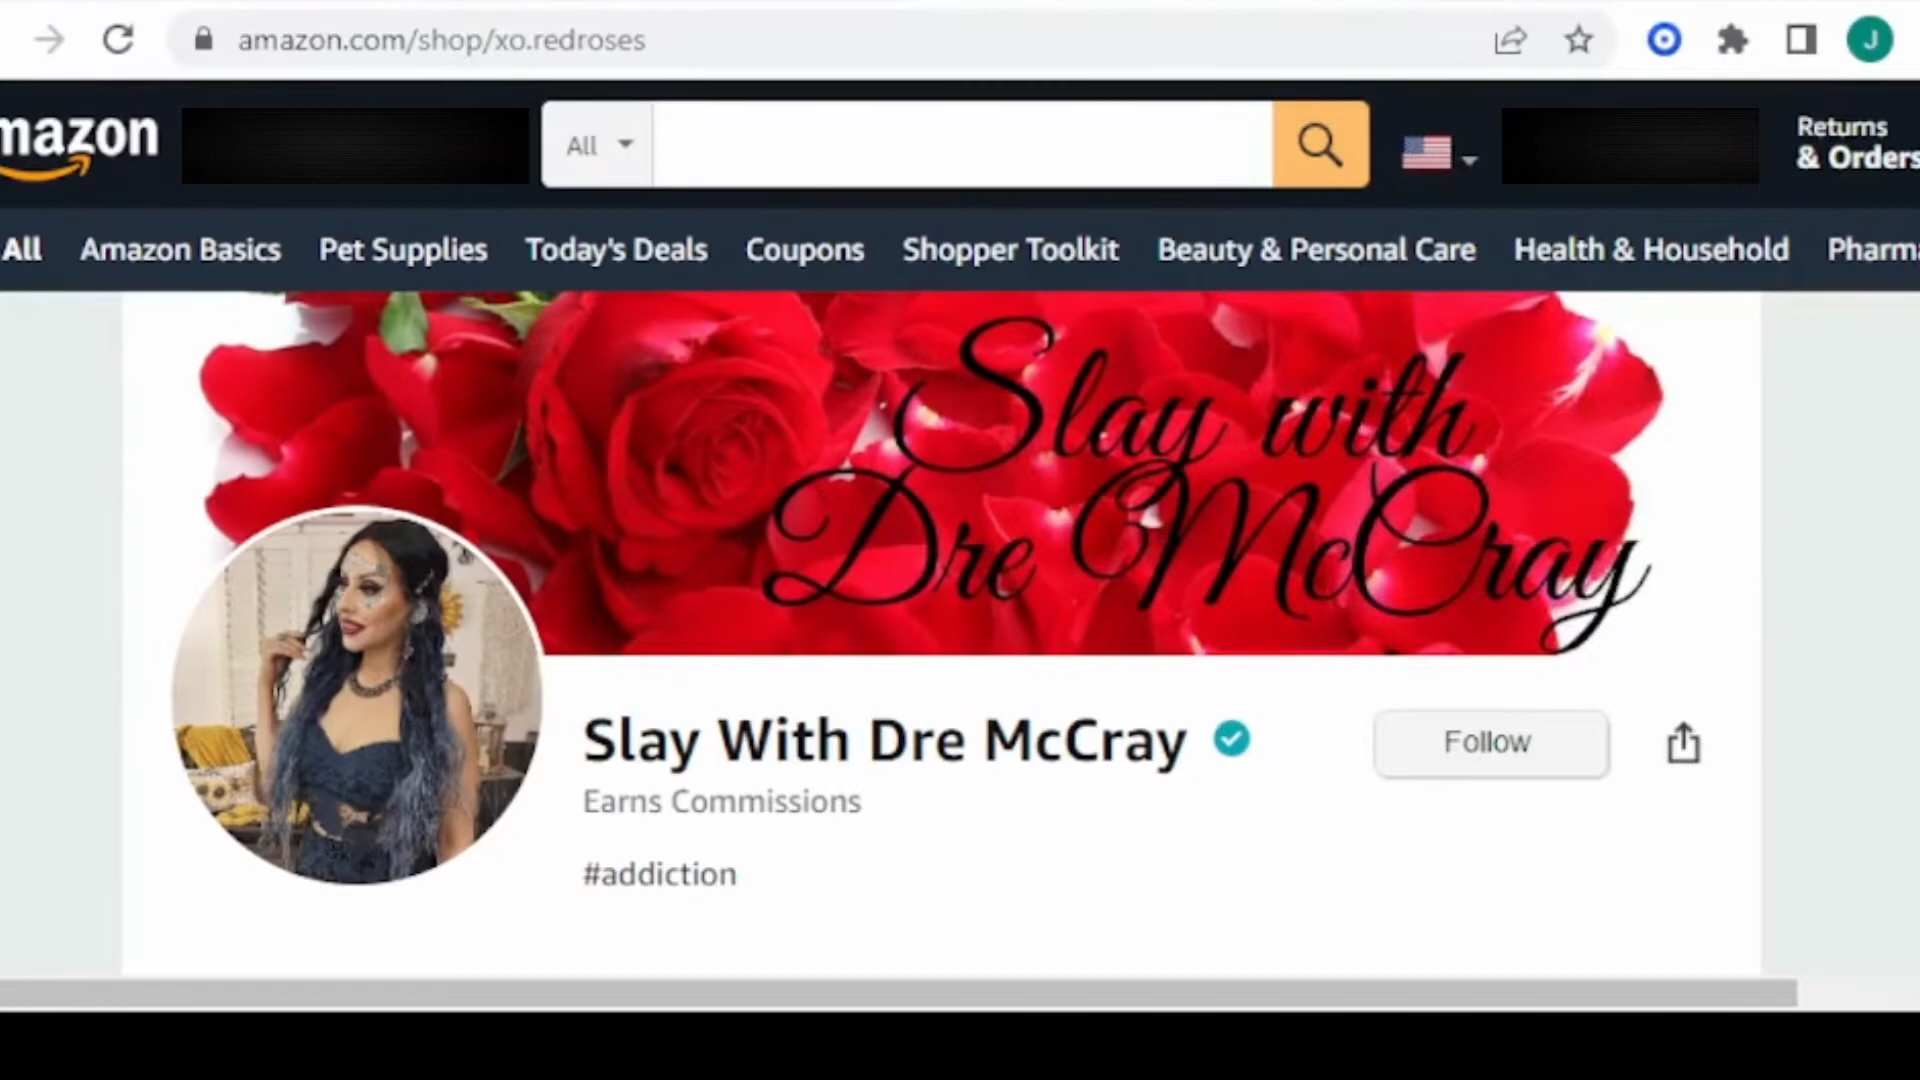 amazon.com/shop/xo.redroses
J
mazon
All
Returns
& Orders
All Amazon Basics Pet Supplies Today's Deals Coupons Shopper Toolkit Beauty & Personal Care Health & Household Pharma
Slay with
Dre McCray
Slay With Dre McCray
Follow
Earns Commissions
#addiction